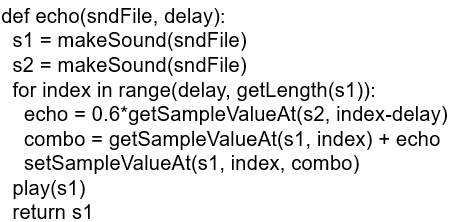 def echo(sndFile, delay):
  s1 = makeSound(sndFile)
  s2 = makeSound(sndFile)
  for index in range(delay, getLength(s1)):
    echo = 0.6*getSampleValueAt(s2, index-delay)
    combo = getSampleValueAt(s1, index) + echo
    setSampleValueAt(s1, index, combo)
  play(s1)
  return s1